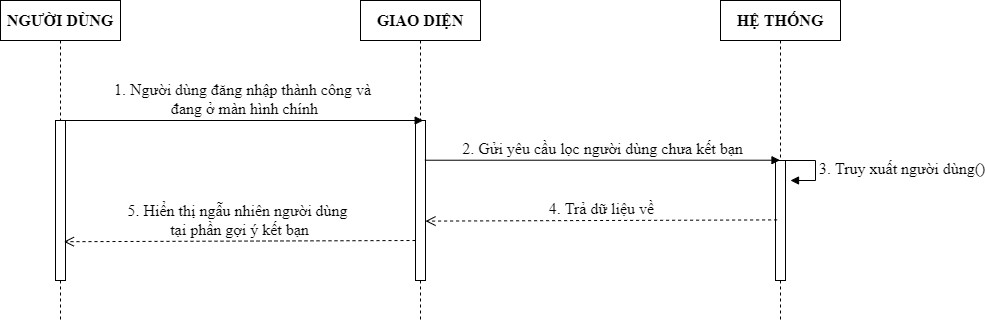 NGƯỜI DÙNG
GIAO DIỆN
HỆ THỐNG
1. Người dùng đăng nhập thành công và
đang ở màn hình chính
2. Gửi yêu cầu lọc người dùng chưa kết bạn
3. Truy xuất người dùng()
4. Trả dữ liệu về
5. Hiển thị ngẫu nhiên người dùng
tại phần gợi ý kết bạn